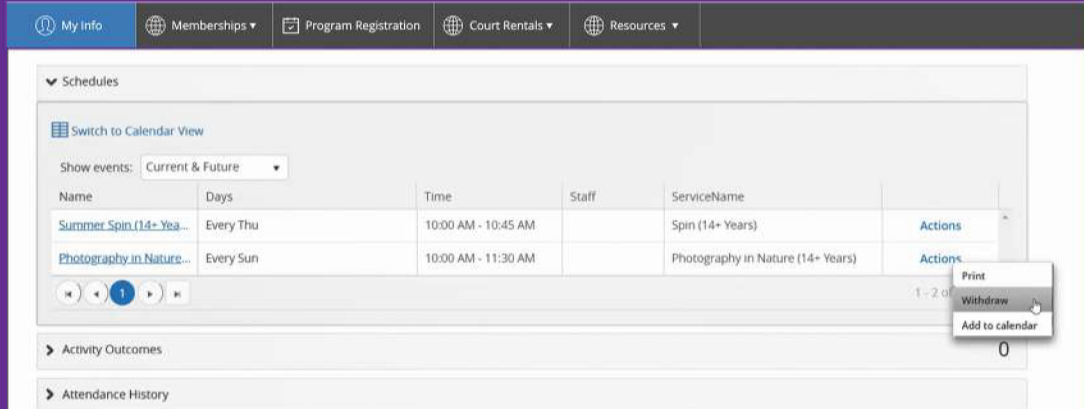 My Info Memberships Program Registration Court Rentals Resources
Schedules
Switch to Calendar View
Show events: Current & Future
Name Days Time Staff ServiceName
Summer Spin (14+ Yea... Every Thu 10:00 AM - 10:45 AM Spin (14+ Years) Actions
Photography in Nature... Every Sun 10:00 AM - 11:30 AM Photography in Nature (14+ Years) Actions
Print
1 1 - 2 of
Withdraw
Add to calendar
Activity Outcomes 0
Attendance History